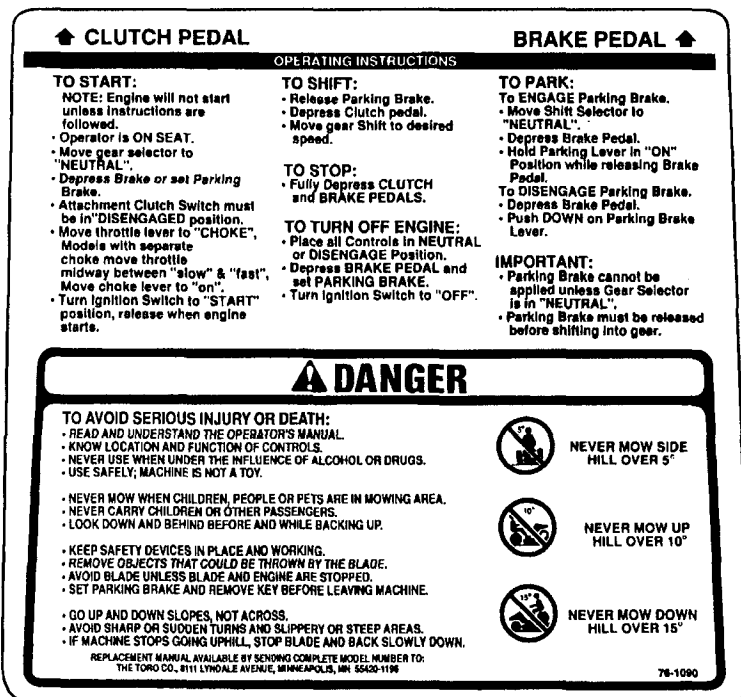 CLUTCH PEDAL
BRAKE PEDAL
OPERATING INSTRUCTIONS
TO START:
NOTE: Engine will not start
unless instructions are
followed.
• Operator is ON SEAT.
• Move gear selector to
"NEUTRAL".
• Depress Brake or set Parking
Brake.
• Attachment Clutch Switch must
be in"DISENGAGED position.
• Move throttle lever to "CHOKE",
Models with separate
choke move throttle
midway between "slow" & "fast",
Move choke lever to "on".
• Turn Ignition Switch to "START"
position, release when engine
starts.
TO SHIFT:
• Release Parking Brake.
• Depress Clutch pedal.
• Move gear Shift to desired
speed.
TO STOP:
• Fully Depress CLUTCH
and BRAKE PEDALS.
TO TURN OFF ENGINE:
• Place all Controls in NEUTRAL
or DISENGAGE Position.
• Depress BRAKE PEDAL and
set PARKING BRAKE.
• Turn Ignition Switch to "OFF".
TO PARK:
To ENGAGE Parking Brake.
• Move Shift Selector to
"NEUTRAL".
• Depress Brake Pedal.
• Hold Parking Lever in "ON"
Position while releasing Brake
Pedal.
To DISENGAGE Parking Brake.
• Depress Brake Pedal.
• Push DOWN on Parking Brake
Lever.
IMPORTANT:
• Parking Brake cannot be
applied unless Gear Selector
is in "NEUTRAL".
• Parking Brake must be released
before shifting into gear.
DANGER
TO AVOID SERIOUS INJURY OR DEATH:
• READ AND UNDERSTAND THE OPERATOR'S MANUAL.
• KNOW LOCATION AND FUNCTION OF CONTROLS.
• NEVER USE WHEN UNDER THE INFLUENCE OF ALCOHOL OR DRUGS.
• USE SAFELY; MACHINE IS NOT A TOY.
• NEVER MOW WHEN CHILDREN, PEOPLE OR PETS ARE IN MOWING AREA.
• NEVER CARRY CHILDREN OR OTHER PASSENGERS.
• LOOK DOWN AND BEHIND BEFORE AND WHILE BACKING UP.
• KEEP SAFETY DEVICES IN PLACE AND WORKING.
• REMOVE OBJECTS THAT COULD BE THROWN BY THE BLADE.
• AVOID BLADE UNLESS BLADE AND ENGINE ARE STOPPED.
• SET PARKING BRAKE AND REMOVE KEY BEFORE LEAVING MACHINE.
• GO UP AND DOWN SLOPES, NOT ACROSS.
• AVOID SHARP OR SUDDEN TURNS AND SLIPPERY OR STEEP AREAS.
• IF MACHINE STOPS GOING UPHILL, STOP BLADE AND BACK SLOWLY DOWN.
REPLACEMENT MANUAL AVAILABLE BY SENDING COMPLETE MODEL NUMBER TO:
THE TORO CO., 8111 LYNDALE AVENUE, MINNEAPOLIS, MN 55420-1196
5°
NEVER MOW SIDE
HILL OVER 5°
10°
NEVER MOW UP
HILL OVER 10°
15°
NEVER MOW DOWN
HILL OVER 15°
76-1090